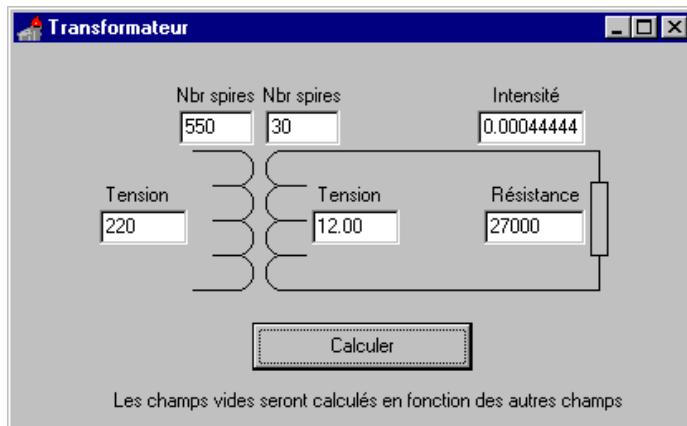 Transformateur
Nbr spires Nbr spires Intensité
550 30 0.00044444
Tension Tension Résistance
220 12.00 27000
Calculer
Les champs vides seront calculés en fonction des autres champs